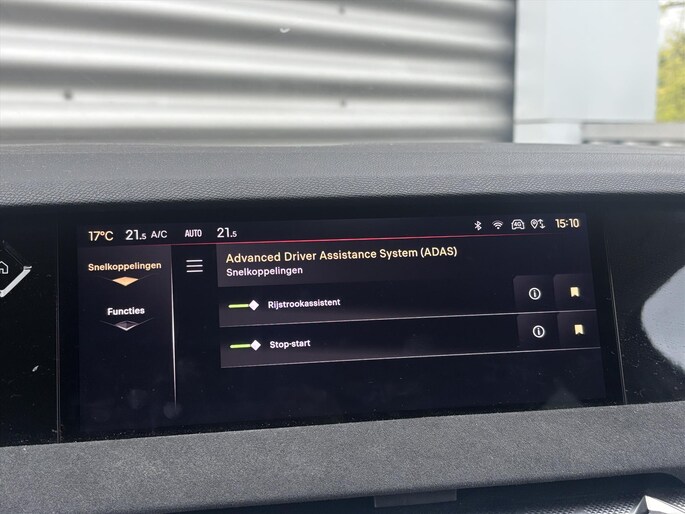 17°C 21.5 A/C AUTO 21.5 15:10
Snelkoppelingen
Functies
Advanced Driver Assistance System (ADAS)
Snelkoppelingen
Rijstrookassistent
Stop-start